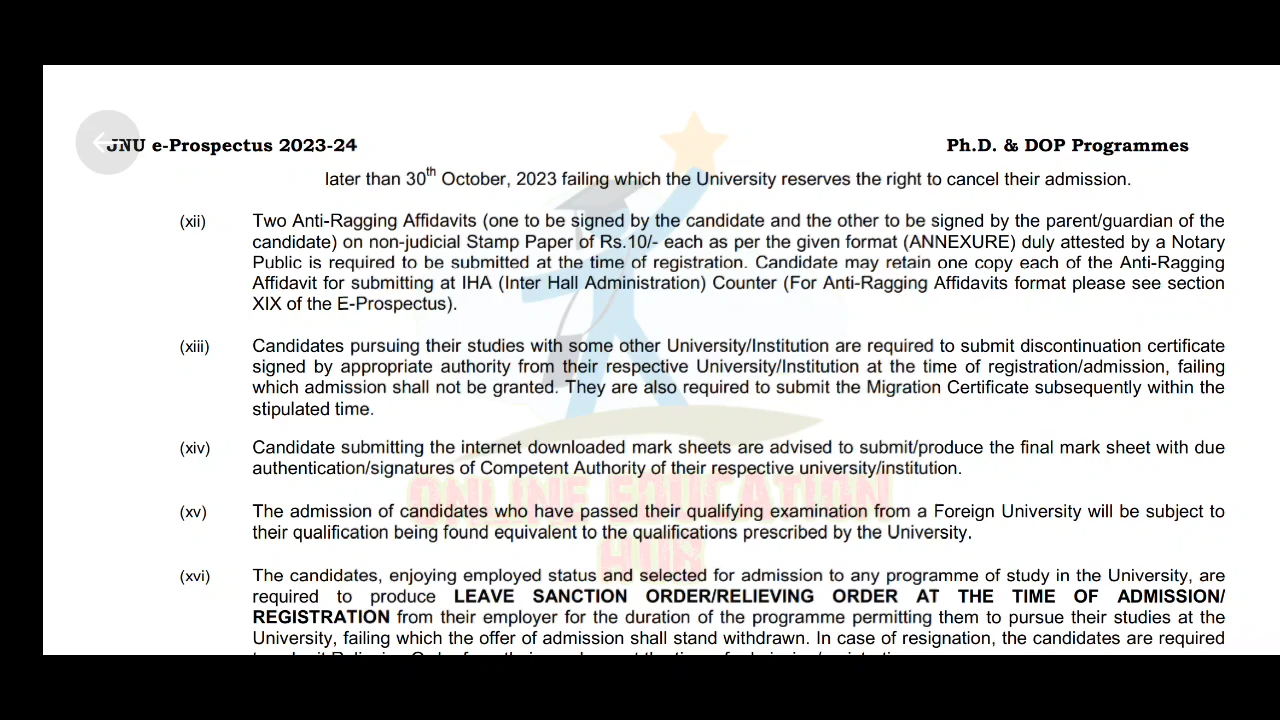 JNU e-Prospectus 2023-24
Ph.D. & DOP Programmes
later than 30th October, 2023 failing which the University reserves the right to cancel their admission.
(xii) Two Anti-Ragging Affidavits (one to be signed by the candidate and the other to be signed by the parent/guardian of the
candidate) on non-judicial Stamp Paper of Rs.10/- each as per the given format (ANNEXURE) duly attested by a Notary
Public is required to be submitted at the time of registration. Candidate may retain one copy each of the Anti-Ragging
Affidavit for submitting at IHA (Inter Hall Administration) Counter (For Anti-Ragging Affidavits format please see section
XIX of the E-Prospectus).
(xiii) Candidates pursuing their studies with some other University/Institution are required to submit discontinuation certificate
signed by appropriate authority from their respective University/Institution at the time of registration/admission, failing
which admission shall not be granted. They are also required to submit the Migration Certificate subsequently within the
stipulated time.
(xiv) Candidate submitting the internet downloaded mark sheets are advised to submit/produce the final mark sheet with due
authentication/signatures of Competent Authority of their respective university/institution.
ONLINE EDUCATION
HUB
(xv) The admission of candidates who have passed their qualifying examination from a Foreign University will be subject to
their qualification being found equivalent to the qualifications prescribed by the University.
(xvi) The candidates, enjoying employed status and selected for admission to any programme of study in the University, are
required to produce LEAVE SANCTION ORDER/RELIEVING ORDER AT THE TIME OF ADMISSION/
REGISTRATION from their employer for the duration of the programme permitting them to pursue their studies at the
University, failing which the offer of admission shall stand withdrawn. In case of resignation, the candidates are required